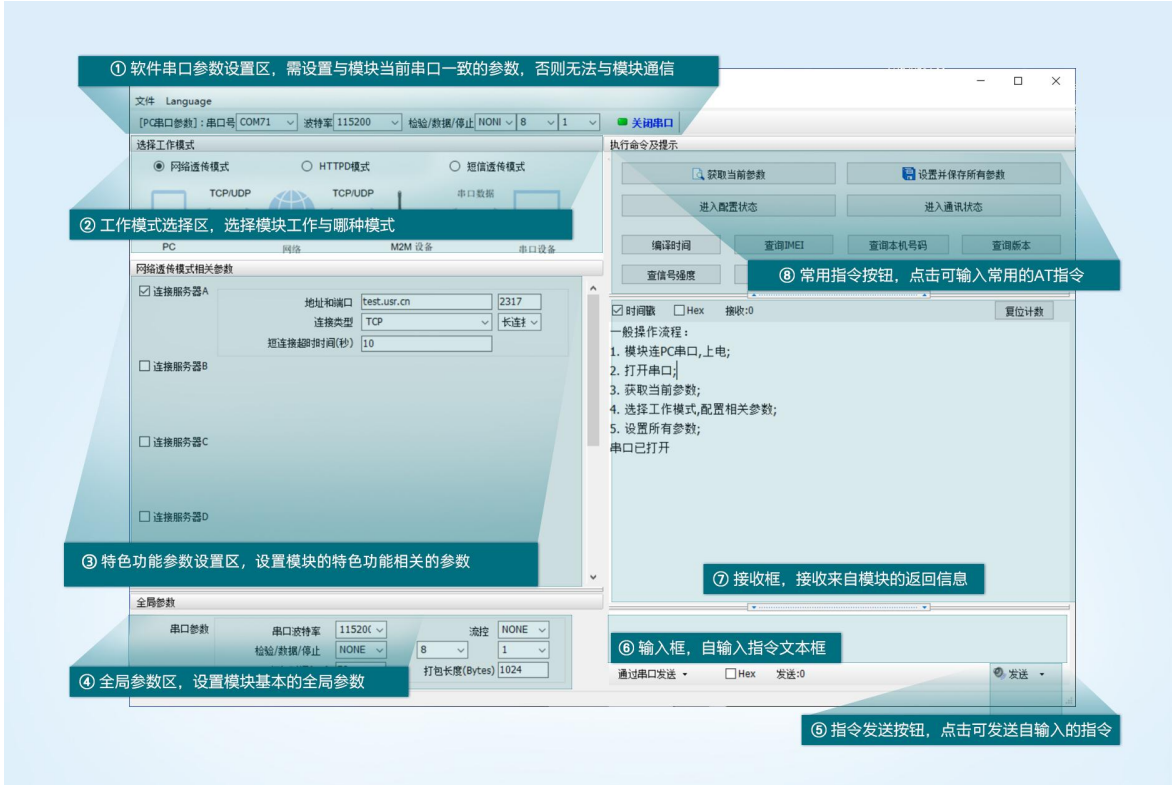 ① 软件串口参数设置区，需设置与模块当前串口一致的参数，否则无法与模块通信
文件 Language
[PC串口参数]：串口号 COM71 波特率 115200 检验/数据/停止 NONI 8 1 关闭串口
选择工作模式
网络透传模式 HTTPD模式 短信透传模式
TCP/UDP TCP/UDP 串口数据
② 工作模式选择区，选择模块工作与哪种模式
PC 网络 M2M 设备 串口设备
网络透传模式相关参数
连接服务器A
地址和端口 test.usr.cn 2317
连接类型 TCP 长连接
短连接超时时间(秒) 10
连接服务器B
连接服务器C
连接服务器D
③ 特色功能参数设置区，设置模块的特色功能相关的参数
全局参数
串口参数 串口波特率 11520( 流控 NONE
检验/数据/停止 NONE 8 1
打包长度(Bytes) 1024
④ 全局参数区，设置模块基本的全局参数
执行命令及提示
获取当前参数 设置并保存所有参数
进入配置状态 进入通讯状态
编译时间 查询IMEI 查询本机号码 查询版本
查信号强度
⑧ 常用指令按钮，点击可输入常用的AT指令
时间戳 Hex 接收:0 复位计数
一般操作流程：
1. 模块连PC串口,上电;
2. 打开串口;
3. 获取当前参数;
4. 选择工作模式,配置相关参数;
5. 设置所有参数;
串口已打开
⑦ 接收框，接收来自模块的返回信息
⑥ 输入框，自输入指令文本框
通过串口发送 Hex 发送:0 发送
⑤ 指令发送按钮，点击可发送自输入的指令